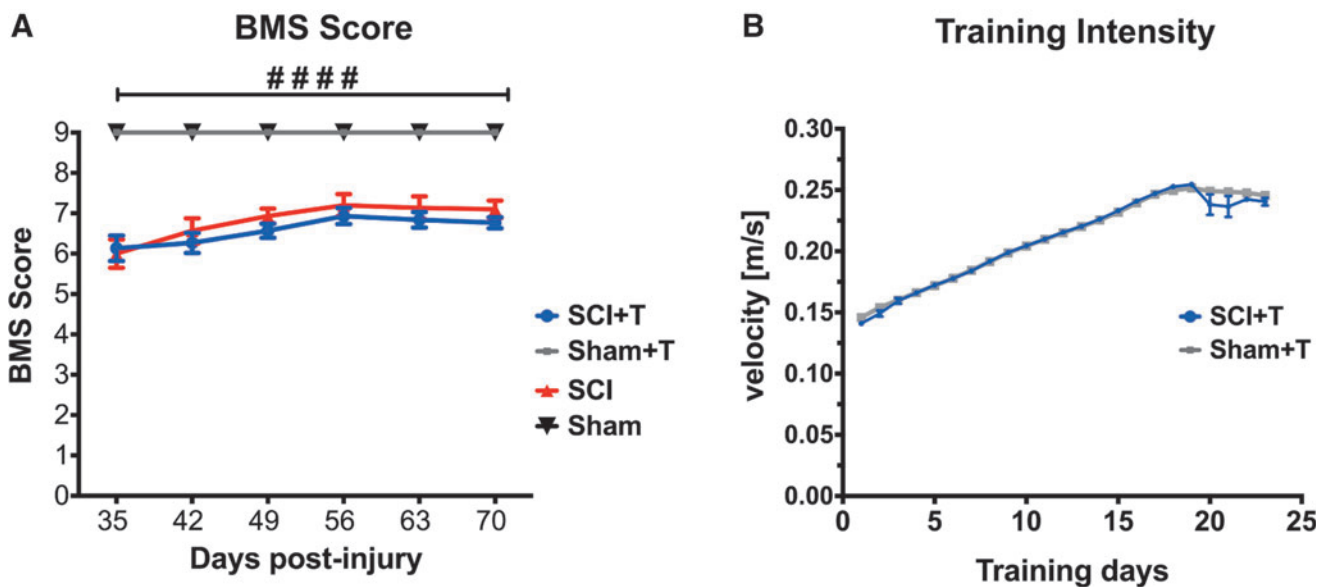 A
BMS Score
####
BMS Score
9
8
7
6
5
4
3
2
1
0
35 42 49 56 63 70
Days post-injury
SCI+T
Sham+T
SCI
Sham
B
Training Intensity
velocity [m/s]
0.30
0.25
0.20
0.15
0.10
0.05
0.00
0 5 10 15 20 25
Training days
SCI+T
Sham+T